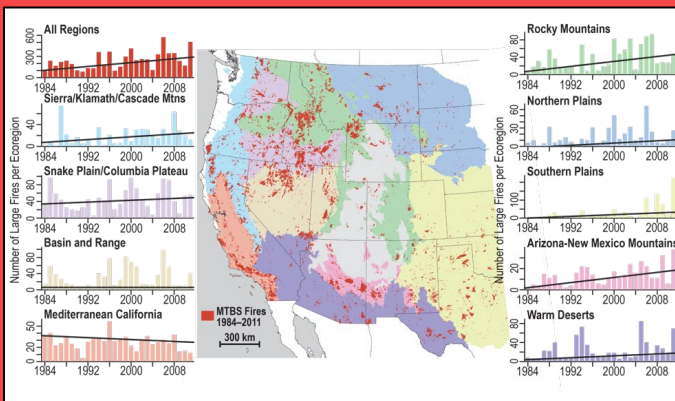 Number of Large Fires per Ecoregion
All Regions
600
300
0
1984 1992 2000 2008
Sierra/Klamath/Cascade Mtns
40
0
1984 1992 2000 2008
Snake Plain/Columbia Plateau
80
40
0
1984 1992 2000 2008
Basin and Range
80
40
0
1984 1992 2000 2008
Mediterranean California
50
20
0
1984 1992 2000 2008
MTBS Fires
1984–2011
300 km
Number of Large Fires per Ecoregion
Rocky Mountains
80
40
0
1984 1992 2000 2008
Northern Plains
60
30
0
1984 1992 2000 2008
Southern Plains
100
0
1984 1992 2000 2008
Arizona-New Mexico Mountains
20
0
1984 1992 2000 2008
Warm Deserts
80
40
0
1984 1992 2000 2008